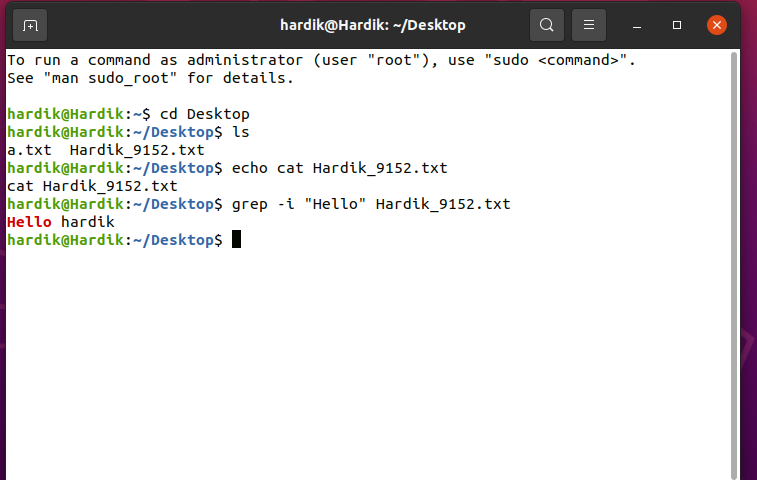 hardik@Hardik: ~/Desktop
To run a command as administrator (user "root"), use "sudo <command>".
See "man sudo_root" for details.
hardik@Hardik:~$ cd Desktop
hardik@Hardik:~/Desktop$ ls
a.txt  Hardik_9152.txt
hardik@Hardik:~/Desktop$ echo cat Hardik_9152.txt
cat Hardik_9152.txt
hardik@Hardik:~/Desktop$ grep -i "Hello" Hardik_9152.txt
Hello hardik
hardik@Hardik:~/Desktop$